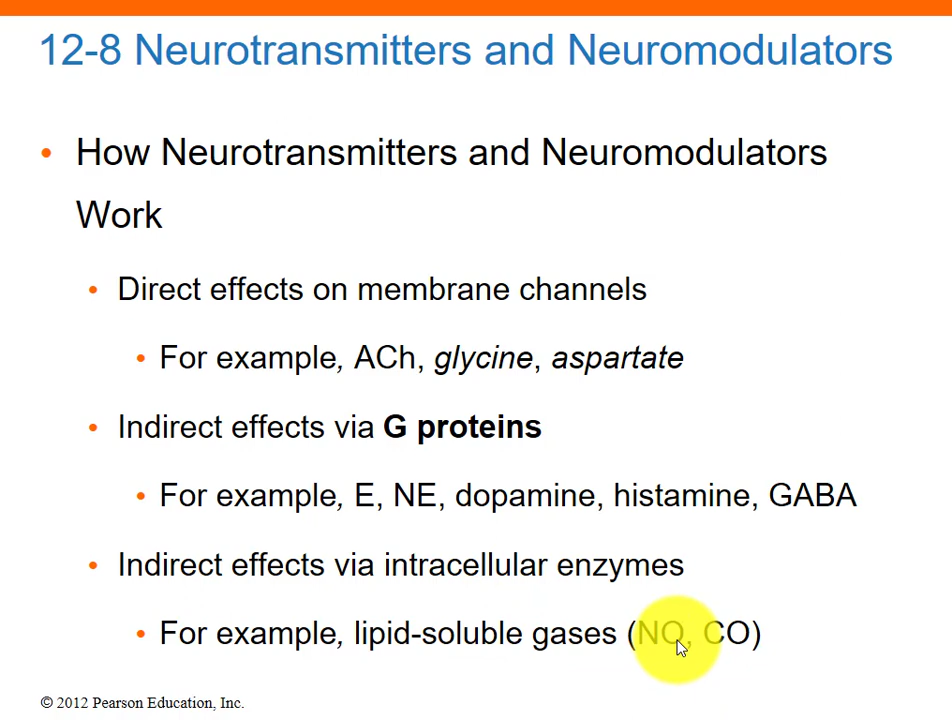 12-8 Neurotransmitters and Neuromodulators
• How Neurotransmitters and Neuromodulators
Work
• Direct effects on membrane channels
• For example, ACh, glycine, aspartate
• Indirect effects via G proteins
• For example, E, NE, dopamine, histamine, GABA
• Indirect effects via intracellular enzymes
• For example, lipid-soluble gases (NO, CO)
© 2012 Pearson Education, Inc.